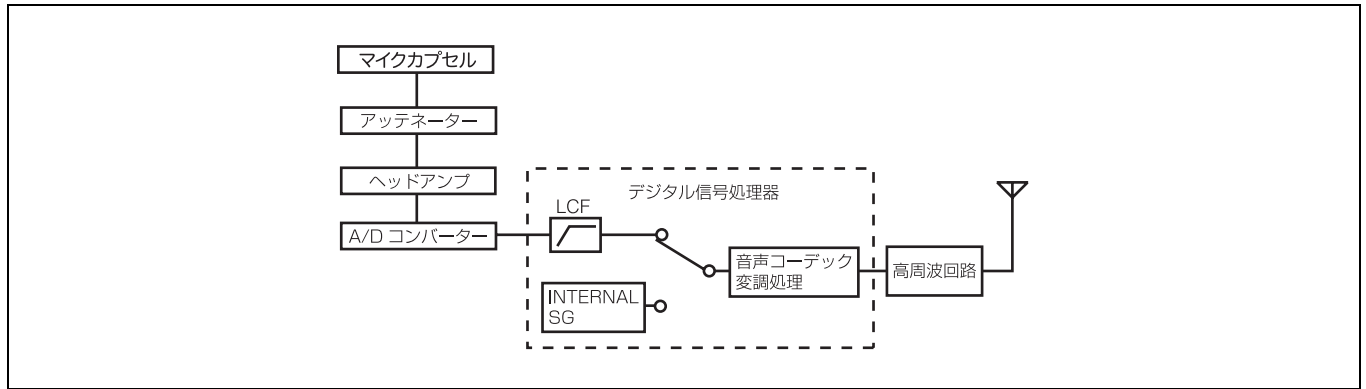 マイクカプセル
アッテネーター
ヘッドアンプ
A/D コンバーター
デジタル信号処理器
LCF
INTERNAL
SG
音声コーデック
変調処理
高周波回路